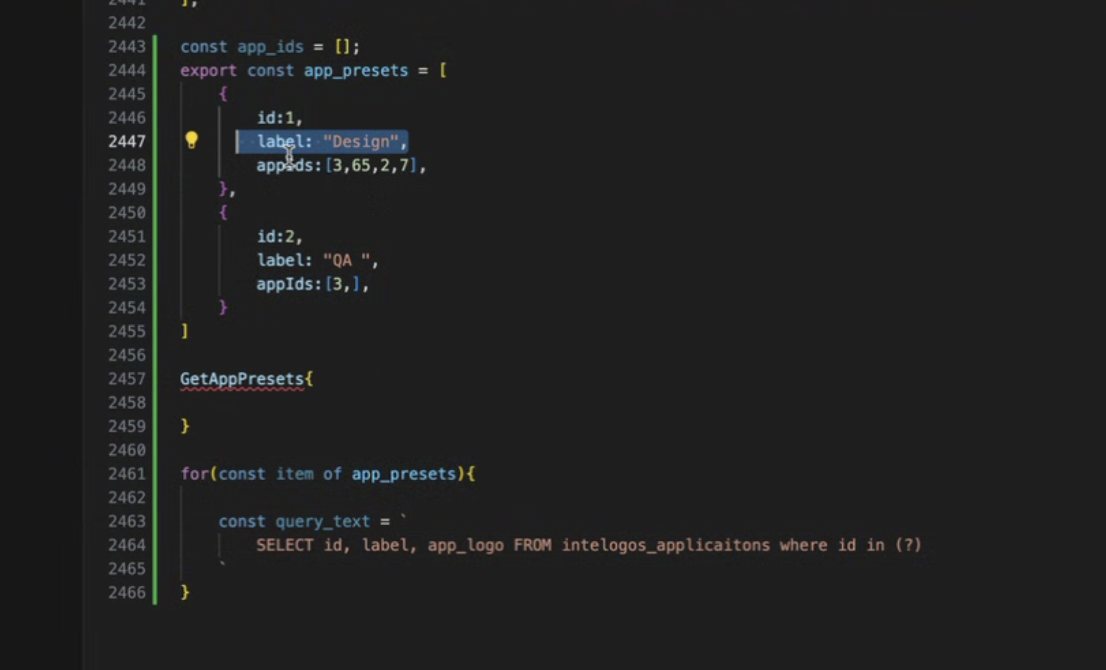 2441 ],
2442
2443 const app_ids = [];
2444 export const app_presets = [
2445 {
2446 id:1,
2447 label: "Design",
2448 appIds:[3,65,2,7],
2449 },
2450 {
2451 id:2,
2452 label: "QA ",
2453 appIds:[3,],
2454 }
2455 ]
2456
2457 GetAppPresets{
2458
2459 }
2460
2461 for(const item of app_presets){
2462
2463 const query_text = `
2464 SELECT id, label, app_logo FROM intelogos_applicaitons where id in (?)
2465 `
2466 }